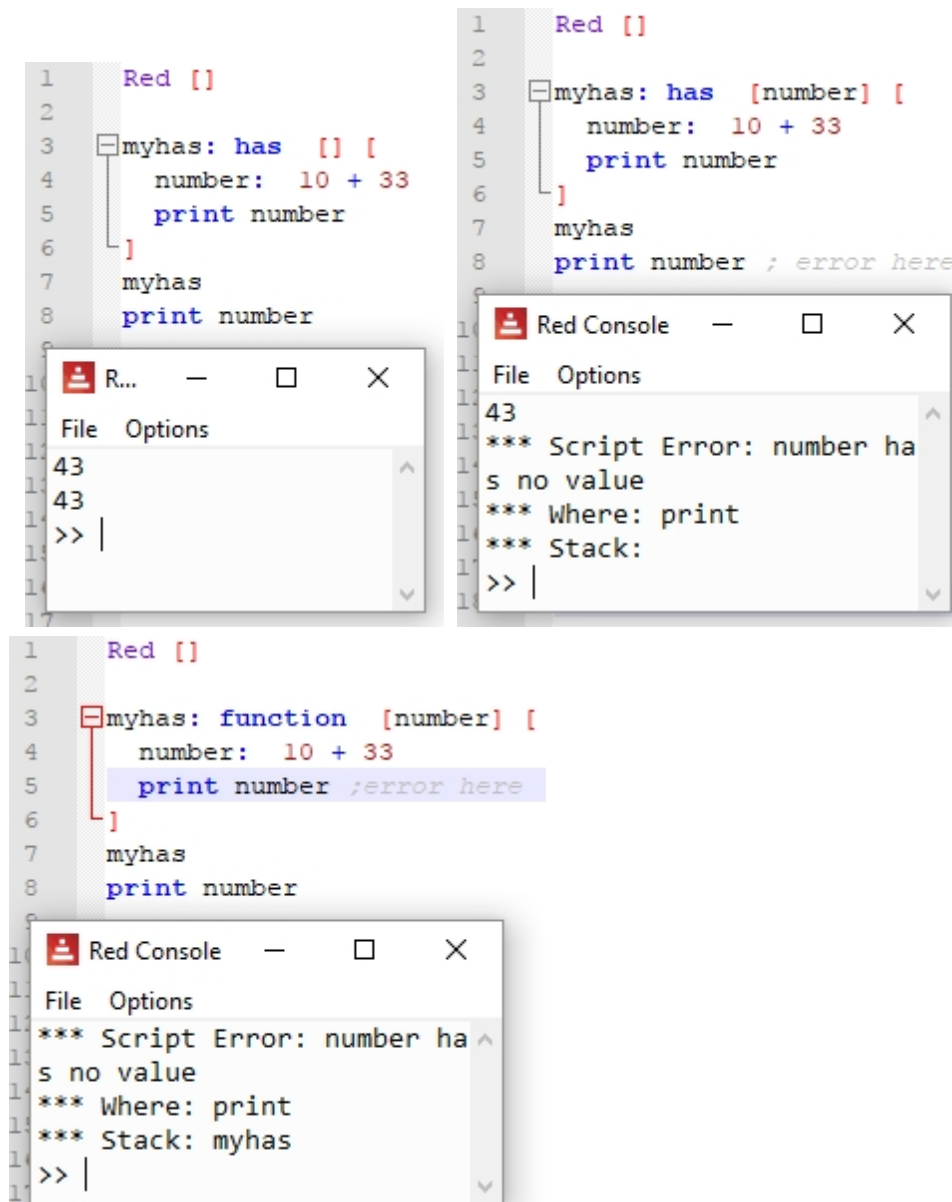 1 Red []
2
3 myhas: has [] [
4 number: 10 + 33
5 print number
6 ]
7 myhas
8 print number
R...
File Options
43
43
>>
17
1 Red []
2
3 myhas: has [number] [
4 number: 10 + 33
5 print number
6 ]
7 myhas
8 print number ; error here
Red Console
File Options
43
*** Script Error: number ha
s no value
*** Where: print
*** Stack:
>>
1 Red []
2
3 myhas: function [number] [
4 number: 10 + 33
5 print number ;error here
6 ]
7 myhas
8 print number
Red Console
File Options
*** Script Error: number ha
s no value
*** Where: print
*** Stack: myhas
>>